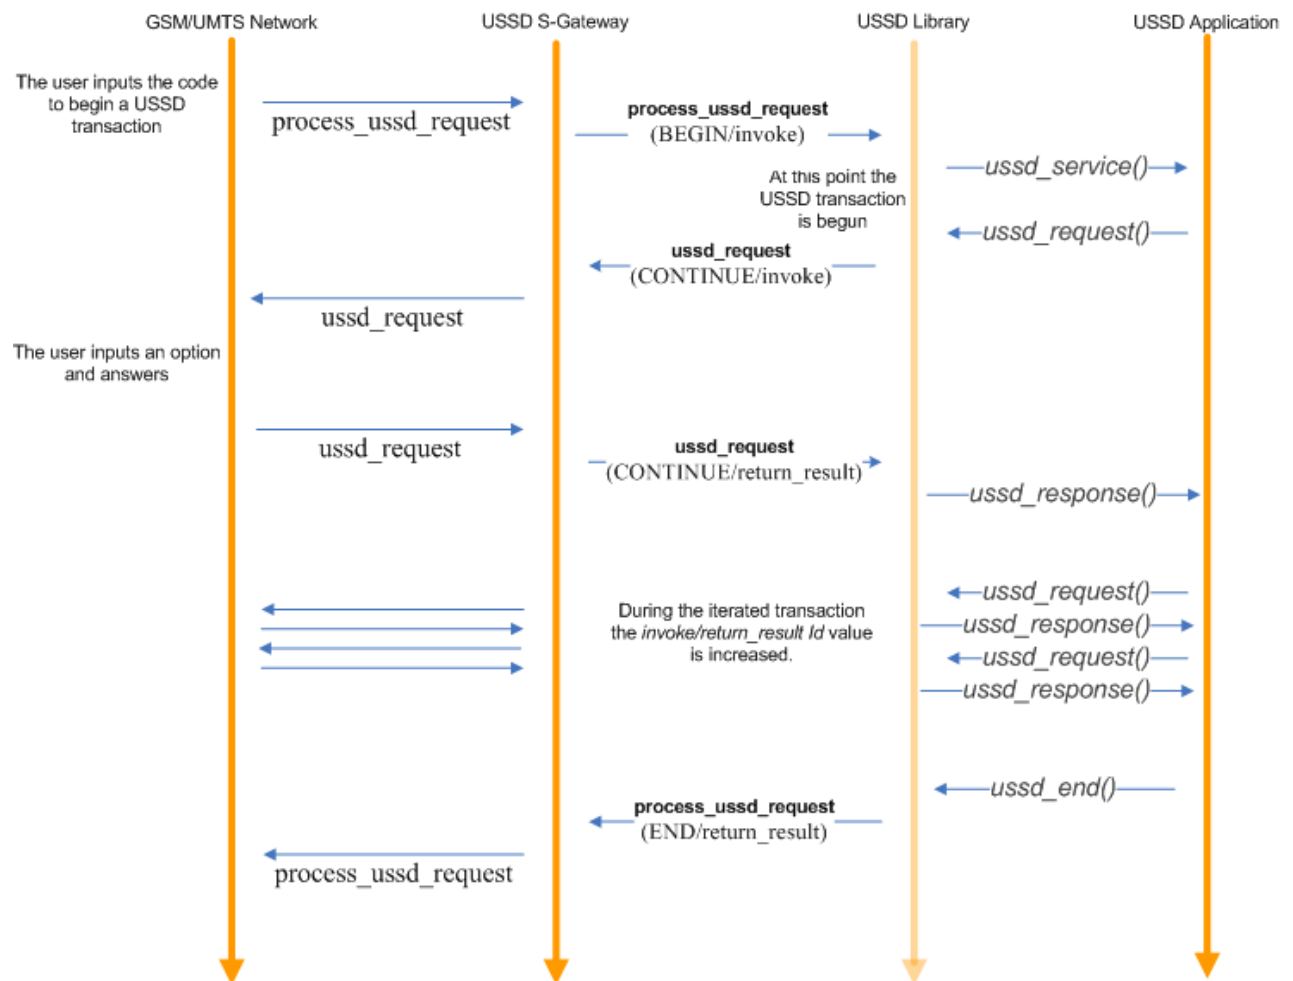 GSM/UMTS Network
USSD S-Gateway
USSD Library
USSD Application
The user inputs the code
to begin a USSD
transaction
process_ussd_request
process_ussd_request
(BEGIN/invoke)
ussd_service()
At this point the
USSD transaction
is begun
ussd_request()
ussd_request
(CONTINUE/invoke)
ussd_request
The user inputs an option
and answers
ussd_request
ussd_request
(CONTINUE/return_result)
ussd_response()
During the iterated transaction
the invoke/return_result Id value
is increased.
ussd_request()
ussd_response()
ussd_request()
ussd_response()
ussd_end()
process_ussd_request
(END/return_result)
process_ussd_request